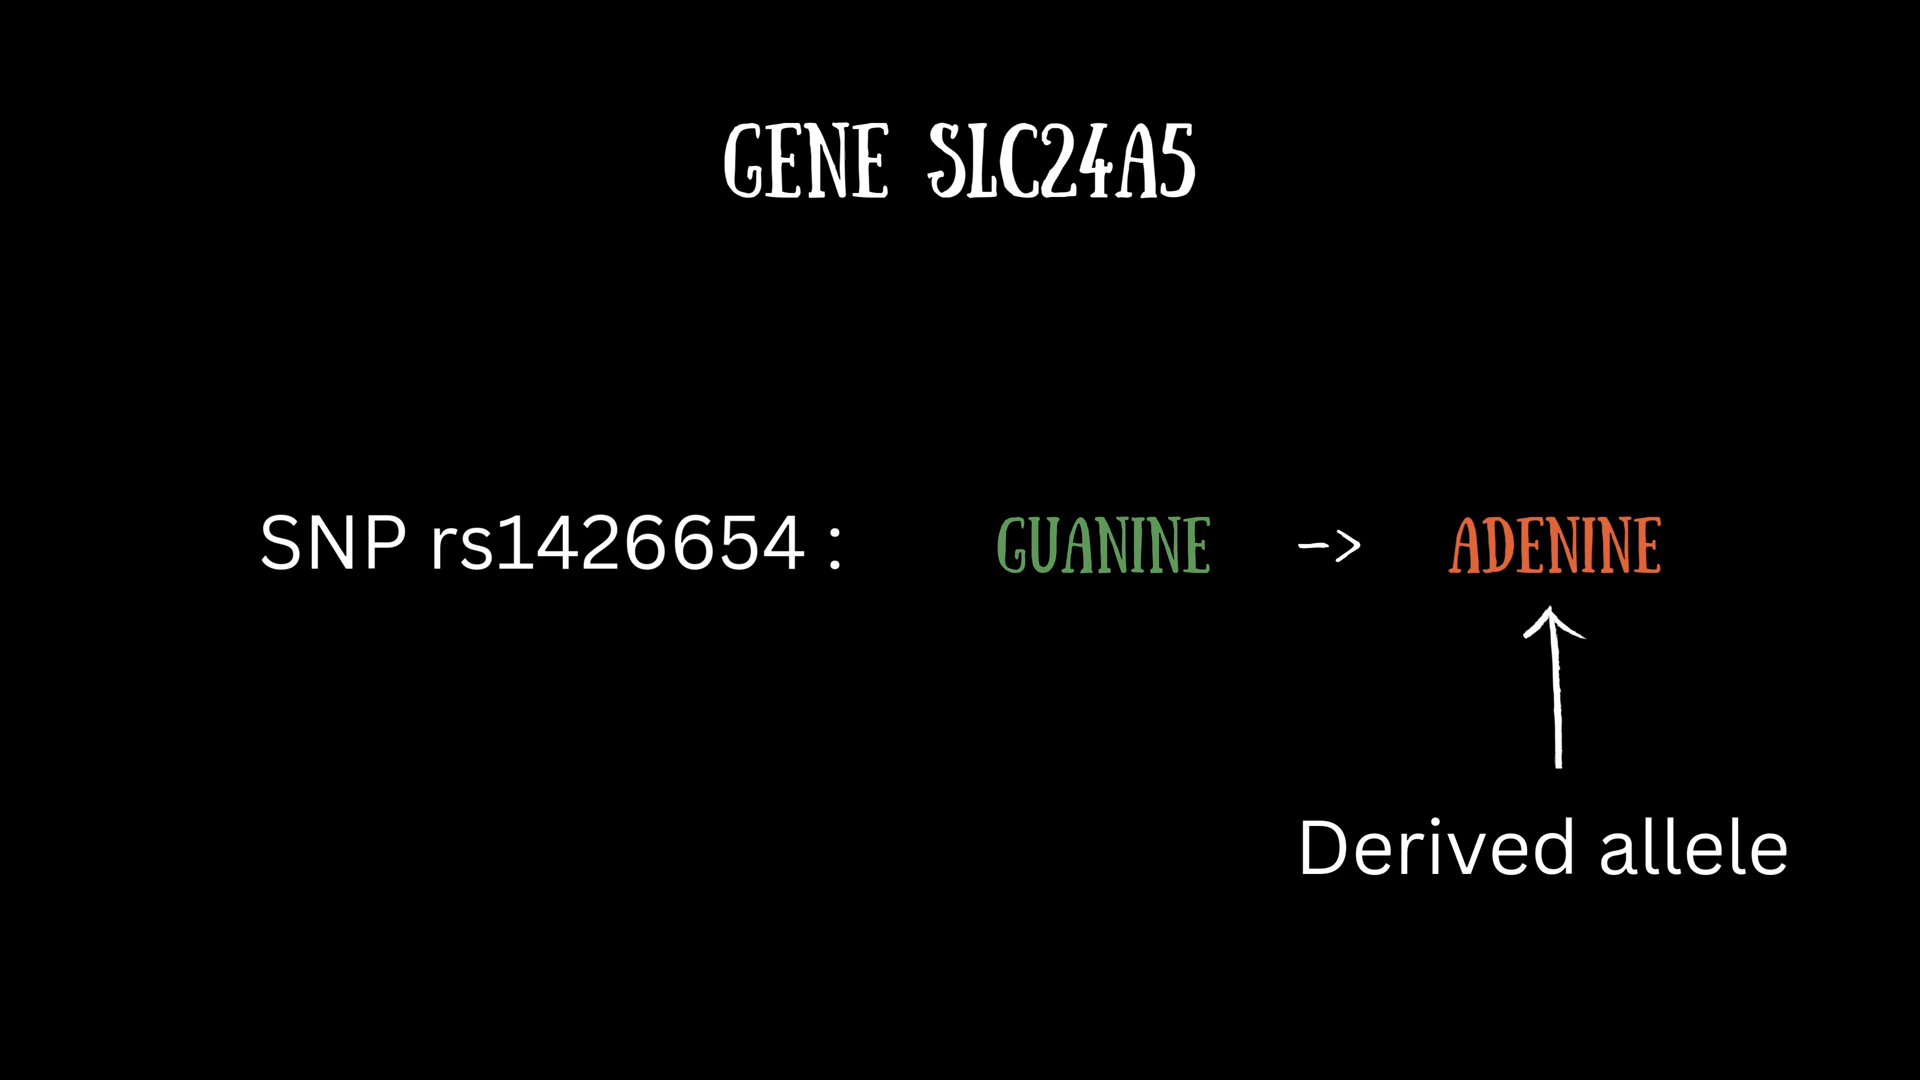 GENE SLC24A5
SNP rs1426654 : GUANINE -> ADENINE
Derived allele